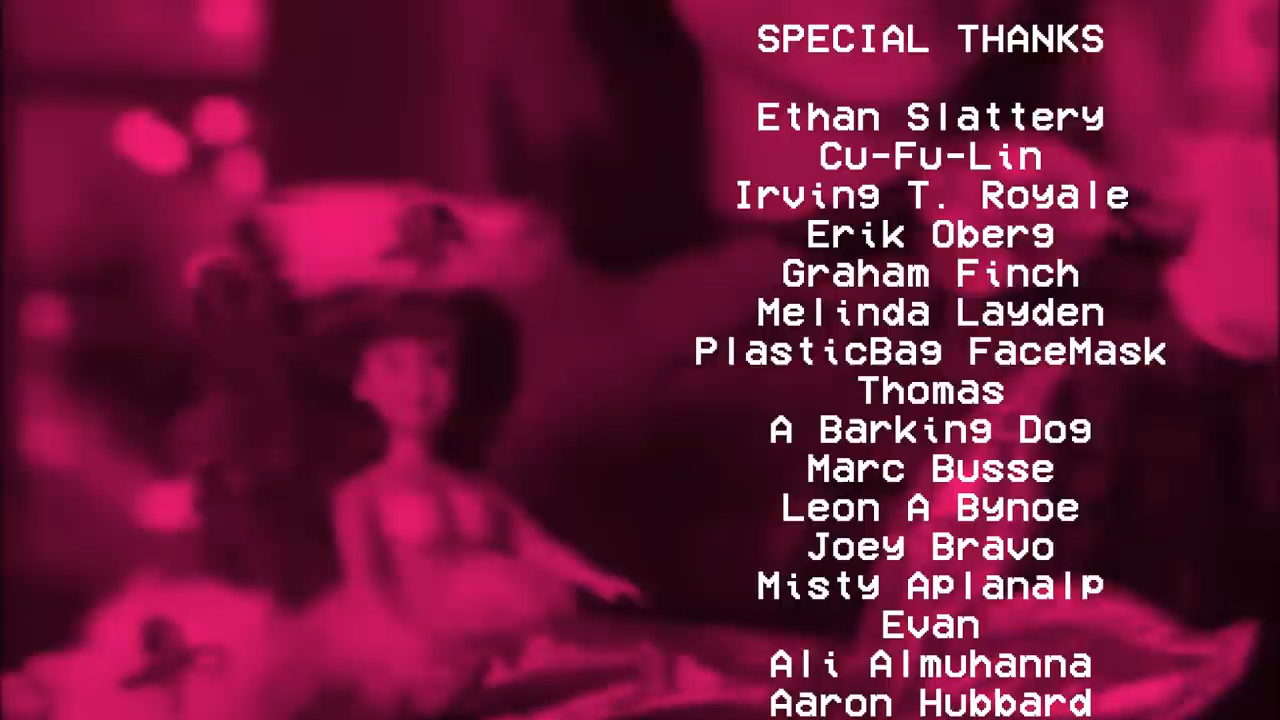 SPECIAL THANKS
Ethan Slattery
Cu-Fu-Lin
Irving T. Royale
Erik Oberg
Graham Finch
Melinda Layden
PlasticBag FaceMask
Thomas
A Barking Dog
Marc Busse
Leon A Bynoe
Joey Bravo
Misty Aplanalp
Evan
Ali Almuhanna
Aaron Hubbard